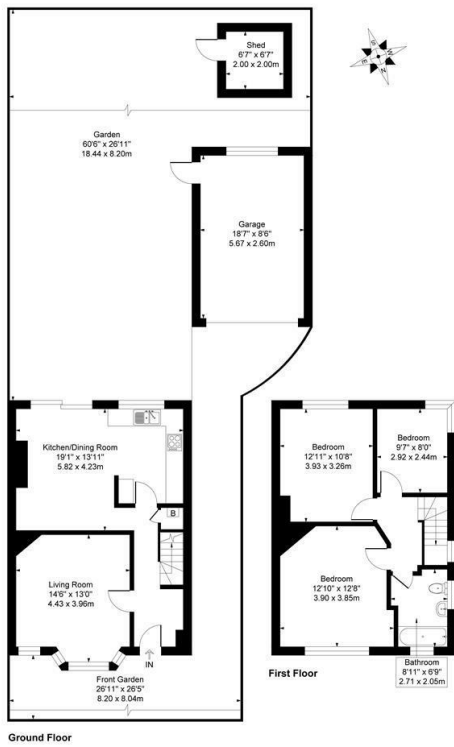 Shed
6'7" x 6'7"
2.00 x 2.00m
Garden
60'6" x 26'11"
18.44 x 8.20m
Garage
18'7" x 8'6"
5.67 x 2.60m
Kitchen/Dining Room
19'1" x 13'11"
5.82 x 4.23m
B
Living Room
14'6" x 13'0"
4.43 x 3.96m
IN
Front Garden
26'11" x 26'5"
8.20 x 8.04m
Ground Floor
Bedroom
12'11" x 10'8"
3.93 x 3.26m
Bedroom
9'7" x 8'0"
2.92 x 2.44m
Bedroom
12'10" x 12'8"
3.90 x 3.85m
Bathroom
8'11" x 6'9"
2.71 x 2.05m
First Floor